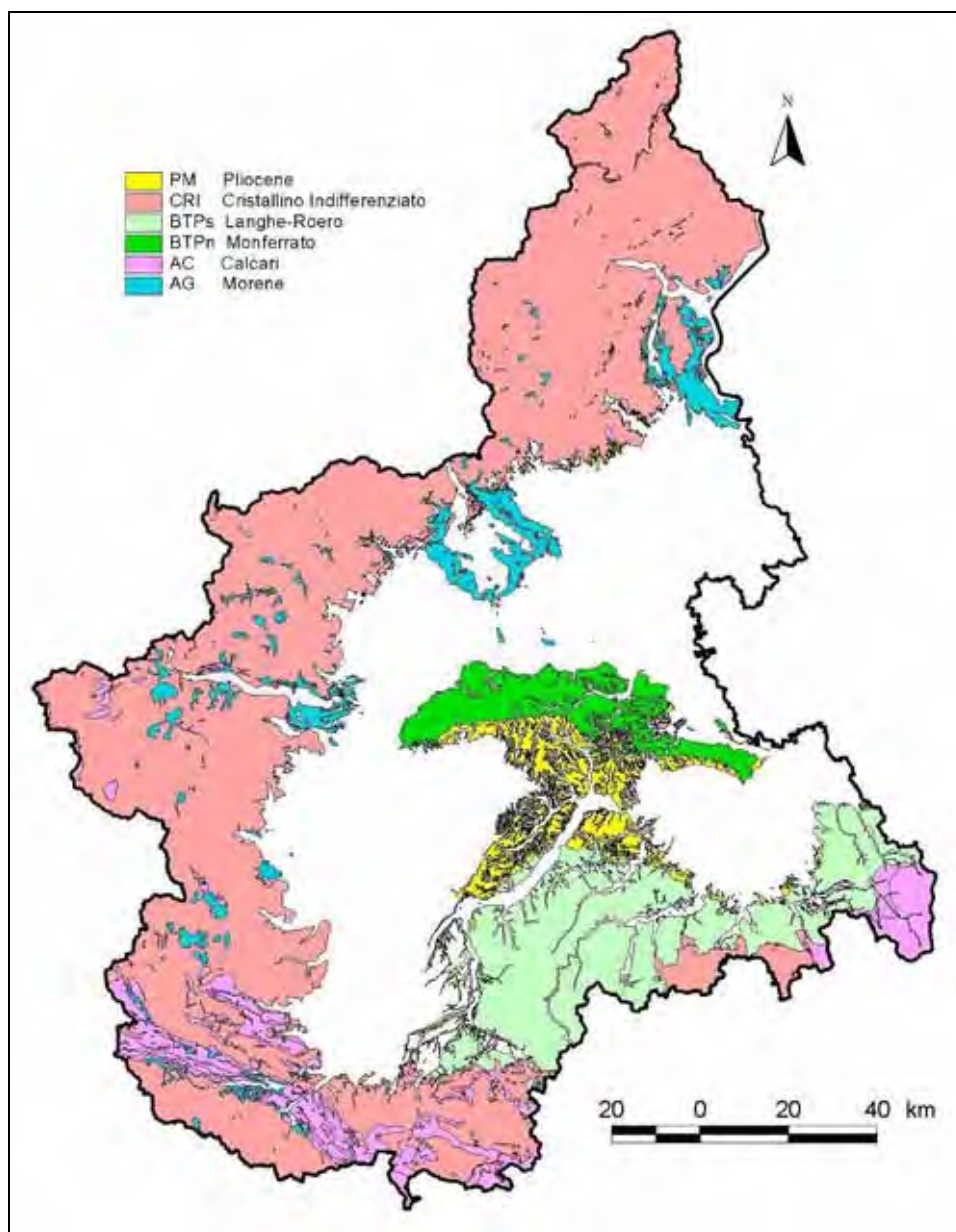 N
PM Pliocene
CRI Cristallino Indifferenziato
BTPs Langhe-Roero
BTPn Monferrato
AC Calcari
AG Morene
20 0 20 40 km